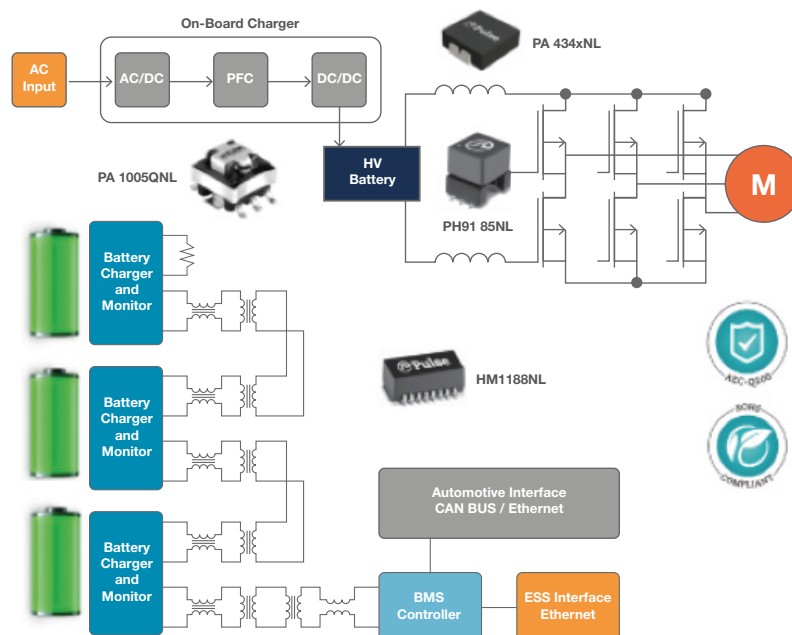 On-Board Charger
AC
Input
AC/DC
PFC
DC/DC
Pulse
PA 434xNL
PA 1005QNL
HV
Battery
PH91 85NL
M
Battery
Charger
and
Monitor
Pulse
HM1188NL
AEC-Q200
Battery
Charger
and
Monitor
ROHS
COMPLIANT
Automotive Interface
CAN BUS / Ethernet
Battery
Charger
and
Monitor
BMS
Controller
ESS Interface
Ethernet